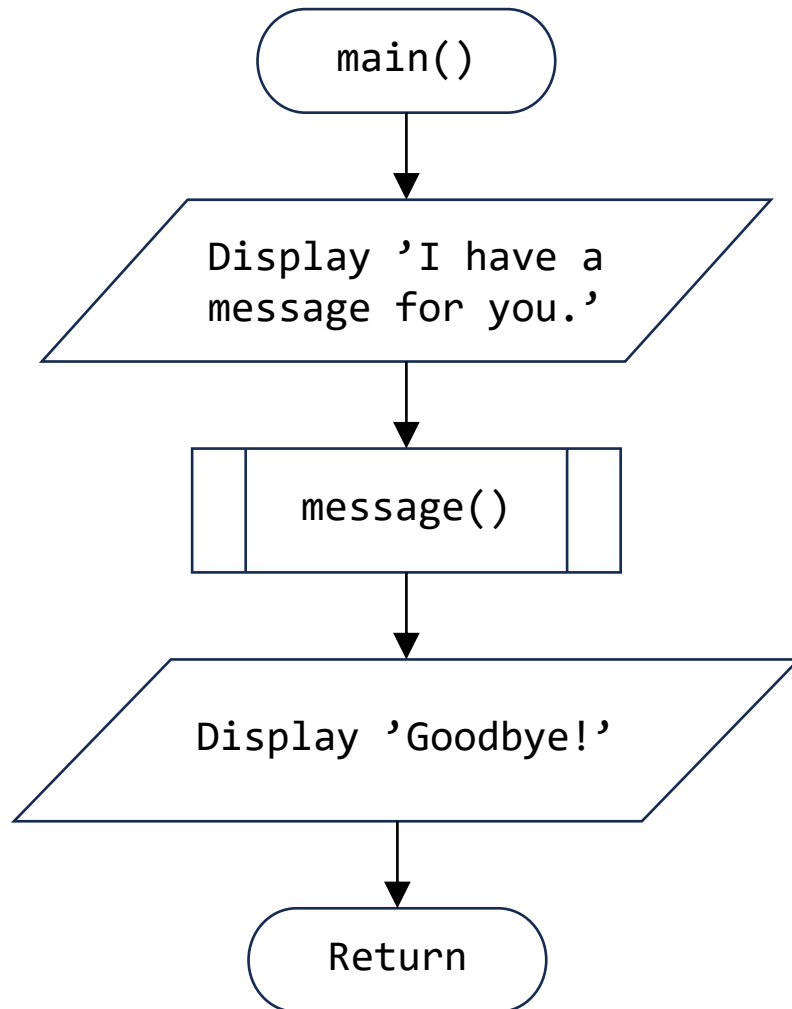 main()
Display ’I have a
message for you.’
message()
Display ’Goodbye!’
Return